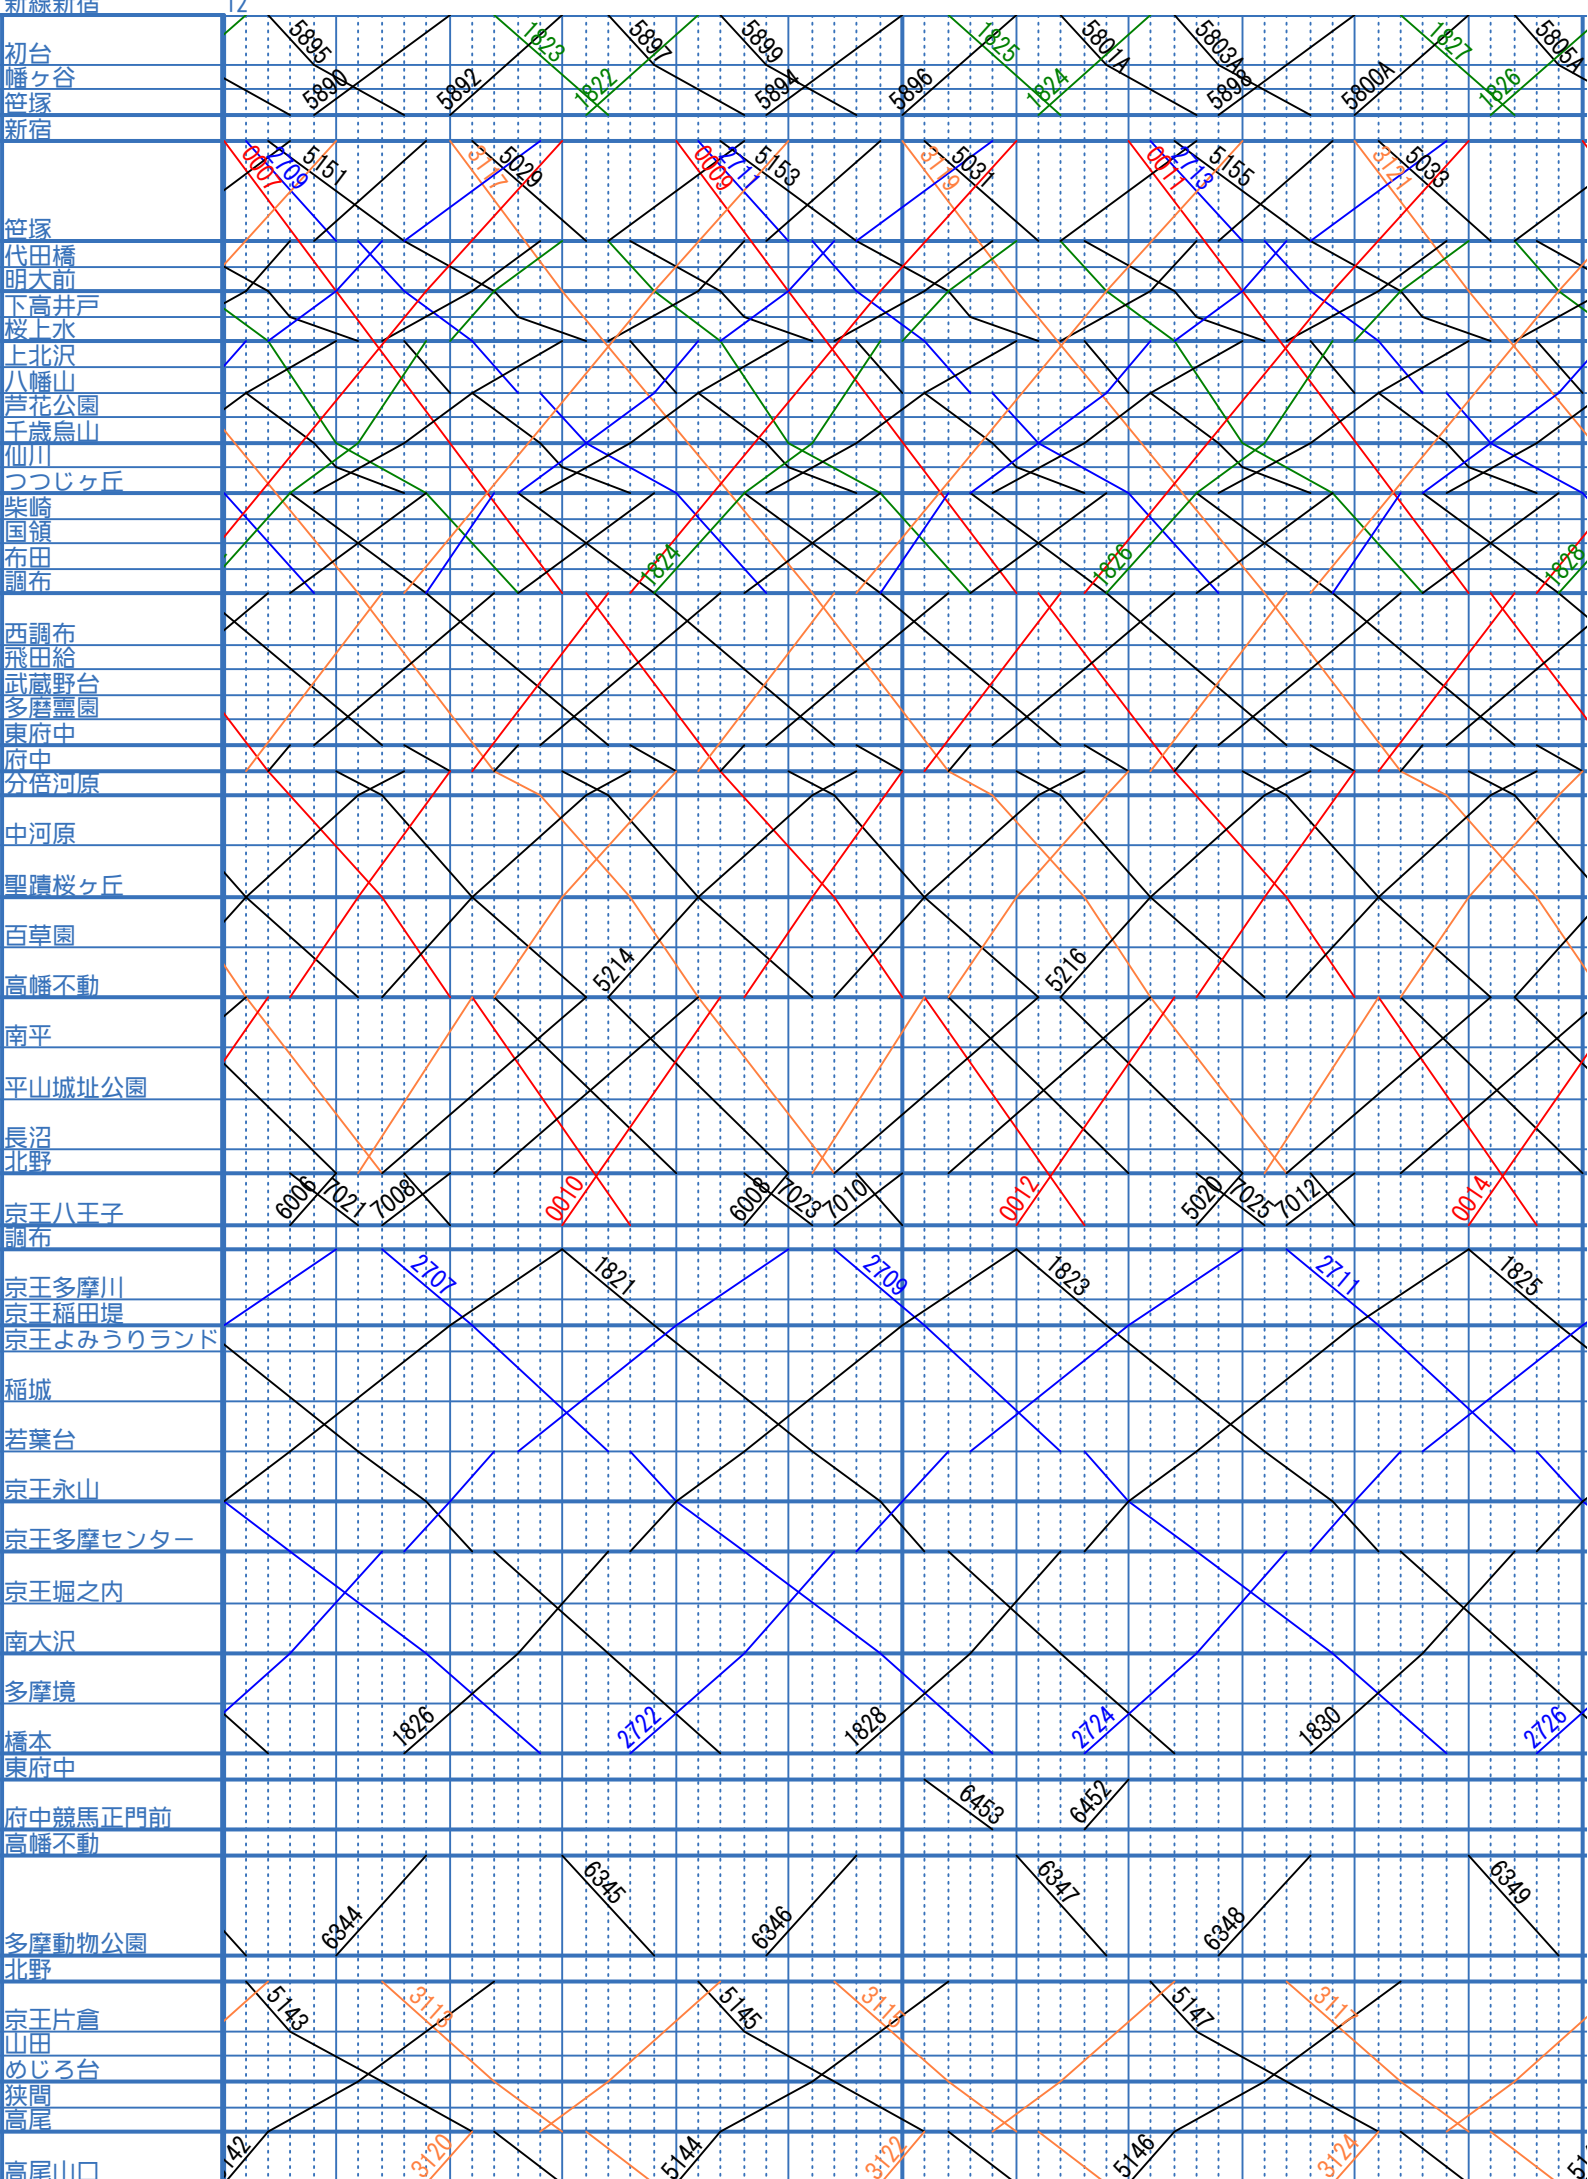 新線新宿 12
初台 5895 1823 5897 5899 1825 5801A 5803A 1827 5805A
幡ヶ谷
笹塚 5890 5892 1822 5894 5896 1824 5898 5800A 1826
新宿
0007 2709 5151 3117 5029 0009 2711 5153 3119 5031 0011 2713 5155 3121 5033
笹塚
代田橋
明大前
下高井戸
桜上水
上北沢
八幡山
芦花公園
千歳烏山
仙川
つつじヶ丘
柴崎
国領
布田 1824 1826 1828
調布
西調布
飛田給
武蔵野台
多磨霊園
東府中
府中
分倍河原
中河原
聖蹟桜ヶ丘
百草園
高幡不動 5214 5216
南平
平山城址公園
長沼
北野
京王八王子 6006 7021 7008 0010 6008 7023 7010 0012 5020 7025 7012 0014
調布
京王多摩川 2707 1821 2709 1823 2711 1825
京王稲田堤
京王よみうりランド
稲城
若葉台
京王永山
京王多摩センター
京王堀之内
南大沢
多摩境
橋本 1826 2722 1828 2724 1830 2726
東府中
府中競馬正門前 6453 6452
高幡不動
6345 6347 6349
多摩動物公園 6344 6346 6348
北野
京王片倉 5143 3113 5145 3115 5147 3117
山田
めじろ台
狭間
高尾
高尾山口 142 3120 5144 3122 5146 3124